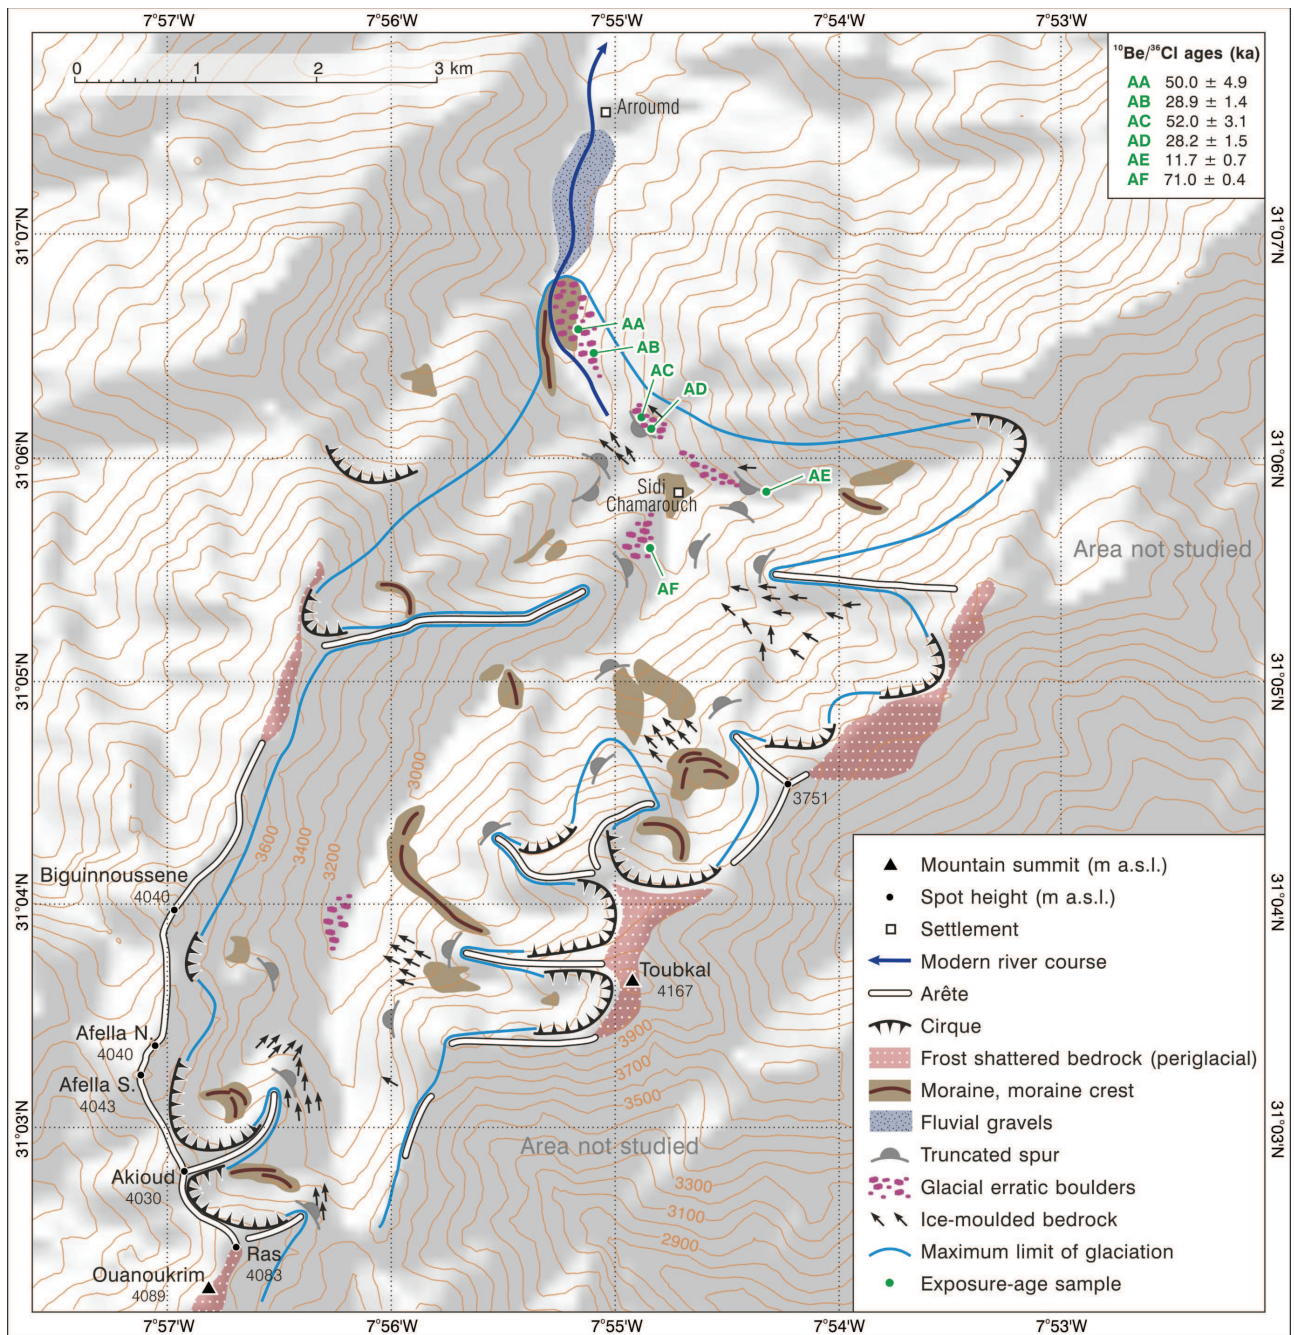 7°57'W 7°56'W 7°55'W 7°54'W 7°53'W
0 1 2 3 km
Arroumd
¹⁰Be/³⁶Cl ages (ka)
AA 50.0 ± 4.9
AB 28.9 ± 1.4
AC 52.0 ± 3.1
AD 28.2 ± 1.5
AE 11.7 ± 0.7
AF 71.0 ± 0.4
31°07'N
31°07'N
AA
AB
AC
AD
31°06'N
31°06'N
AE
Sidi
Chamarouch
Area not studied
AF
31°05'N
31°05'N
3000
3751
3600
3400
3200
Biguinnoussene
4040
31°04'N
31°04'N
Toubkal
4167
Afella N.
4040
3900
3700
Afella S.
4043
3500
31°03'N
31°03'N
Area not studied
Akioud
4030
3300
3100
2900
Ras
4083
Ouanoukrim
4089
Mountain summit (m a.s.l.)
Spot height (m a.s.l.)
Settlement
Modern river course
Arête
Cirque
Frost shattered bedrock (periglacial)
Moraine, moraine crest
Fluvial gravels
Truncated spur
Glacial erratic boulders
Ice-moulded bedrock
Maximum limit of glaciation
Exposure-age sample
7°57'W 7°56'W 7°55'W 7°54'W 7°53'W